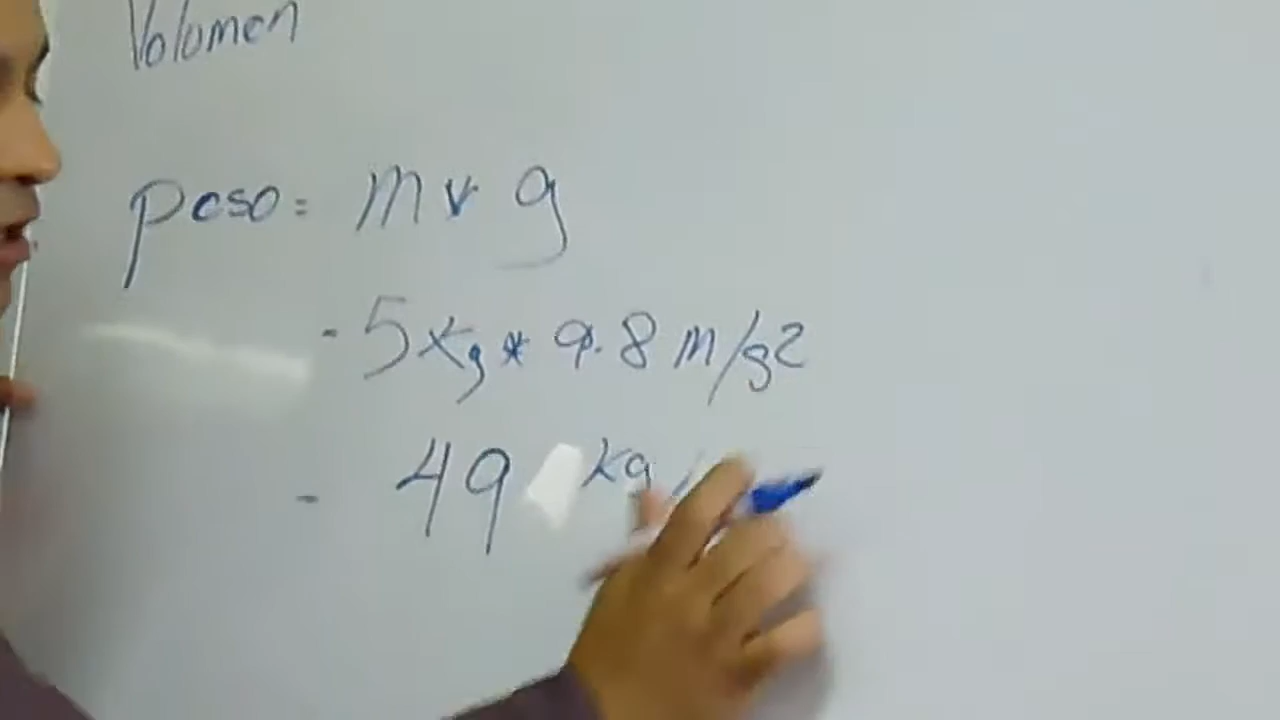 Volumen
peso = m * g
= 5 kg * 9.8 m/s2
= 49 kg